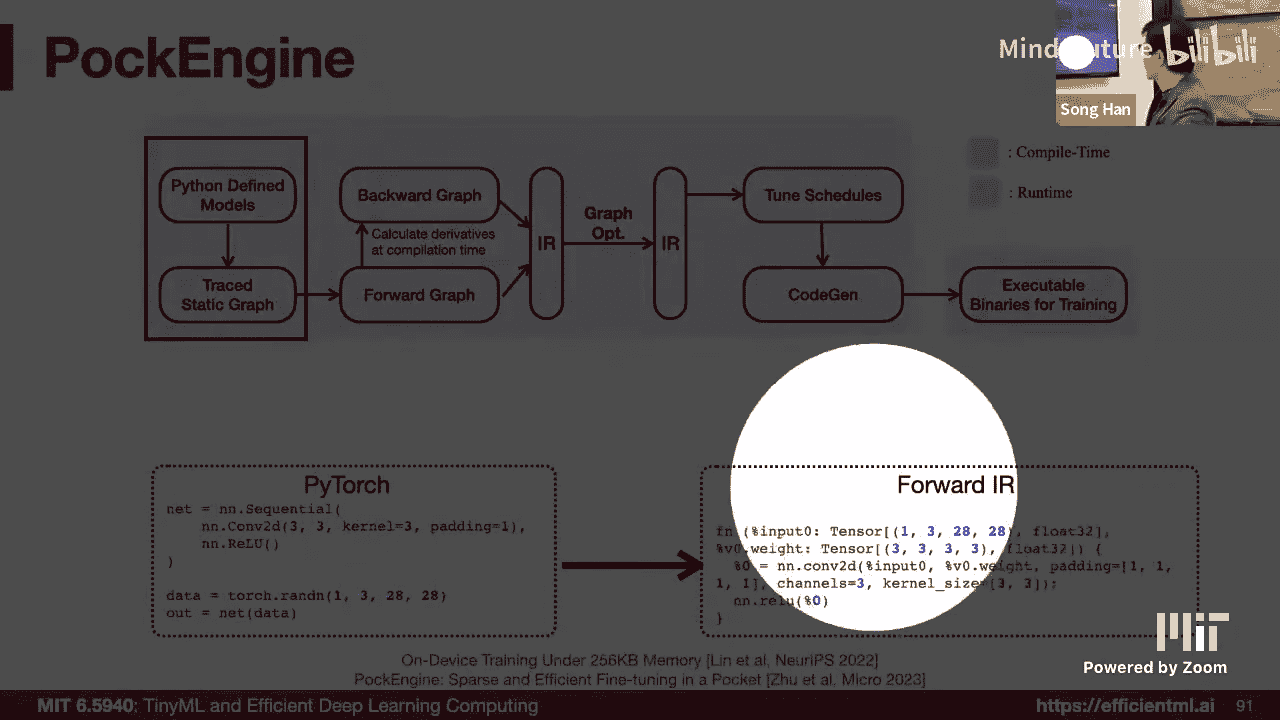 PockEngine
Mind
uture
bilibili
Song Han
Python Defined
Models
Traced
Static Graph
Backward Graph
Calculate derivatives
at compilation time
Forward Graph
IR
Graph
Opt.
IR
Tune Schedules
CodeGen
: Compile-Time
: Runtime
Executable
Binaries for Training
PyTorch
net = nn.Sequential(
nn.Conv2d(3, 3, kernel=3, padding=1),
nn.ReLU()
)
data = torch.randn(1, 3, 28, 28)
out = net(data)
Forward IR
fn (%input0: Tensor[(1, 3, 28, 28), float32],
%v0.weight: Tensor[(3, 3, 3, 3), float32]) {
%0 = nn.conv2d(%input0, %v0.weight, padding=[1, 1,
1, 1], channels=3, kernel_size=[3, 3]);
nn.relu(%0)
}
On-Device Training Under 256KB Memory [Lin et al, NeurIPS 2022]
PockEngine: Sparse and Efficient Fine-tuning in a Pocket [Zhu et al, Micro 2023]
MIT
Powered by Zoom
MIT 6.5940: TinyML and Efficient Deep Learning Computing
https://efficientml.ai
91